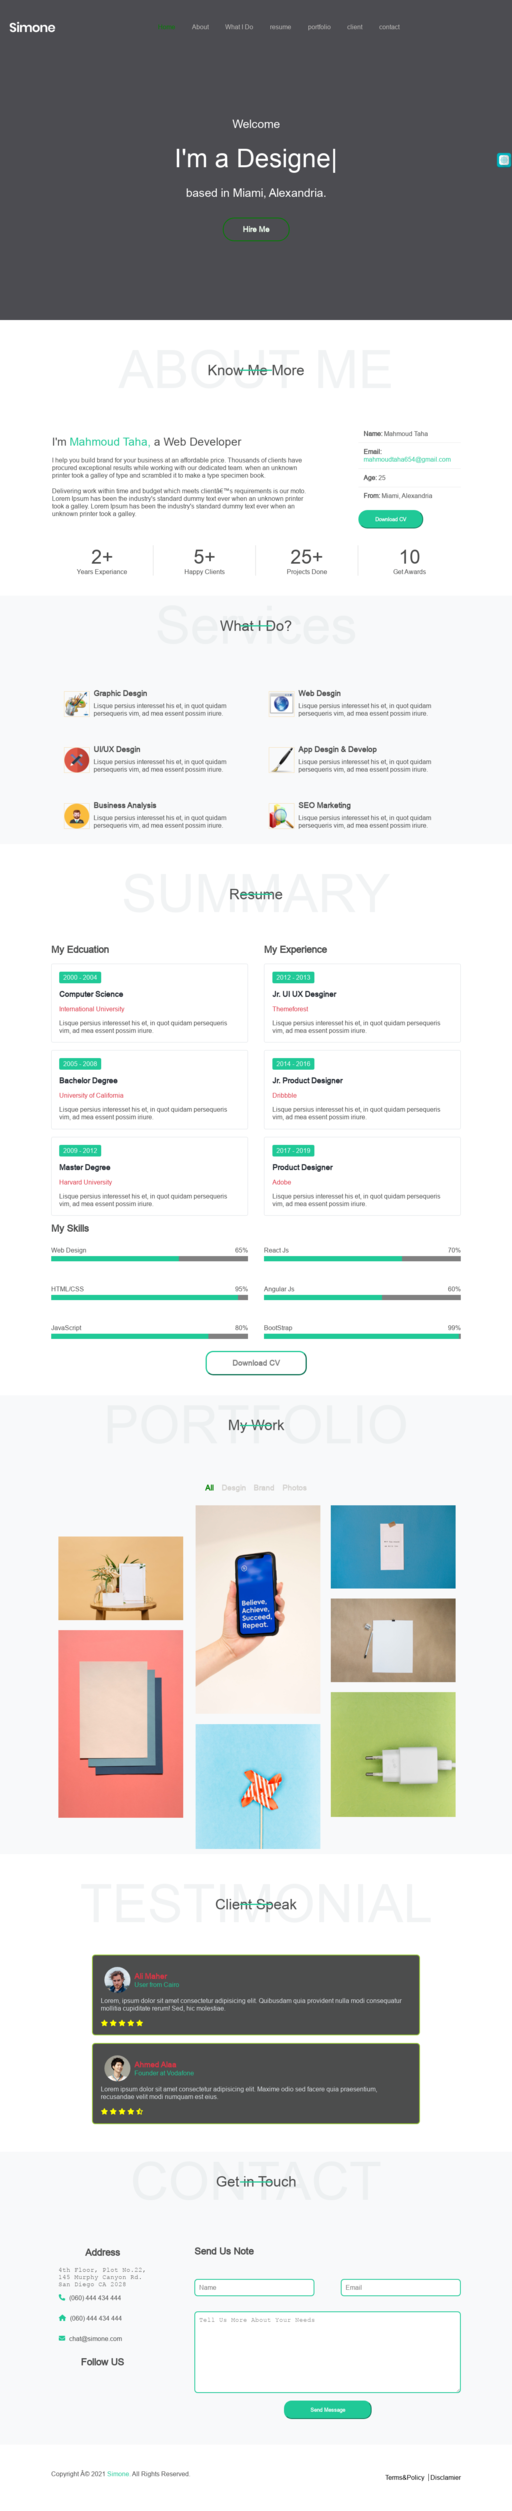 Simone
Home About What I Do resume portfolio client contact
Welcome
I'm a Designe|
based in Miami, Alexandria.
Hire Me
ABOUT ME
Know Me More
I'm Mahmoud Taha, a Web Developer
I help you build brand for your business at an affordable price. Thousands of clients have
procured exceptional results while working with our dedicated team. when an unknown
printer took a galley of type and scrambled it to make a type specimen book.
Delivering work within time and budget which meets clientâ€™s requirements is our moto.
Lorem Ipsum has been the industry's standard dummy text ever when an unknown printer
took a galley. Lorem Ipsum has been the industry's standard dummy text ever when an
unknown printer took a galley.
Name: Mahmoud Taha
Email:
mahmoudtaha654@gmail.com
Age: 25
From: Miami, Alexandria
Download CV
2+ 5+ 25+ 10
Years Experiance Happy Clients Projects Done Get Awards
Services
What I Do?
Graphic Desgin
Lisque persius interesset his et, in quot quidam
persequeris vim, ad mea essent possim iriure.
Web Desgin
Lisque persius interesset his et, in quot quidam
persequeris vim, ad mea essent possim iriure.
UI/UX Desgin
Lisque persius interesset his et, in quot quidam
persequeris vim, ad mea essent possim iriure.
App Desgin & Develop
Lisque persius interesset his et, in quot quidam
persequeris vim, ad mea essent possim iriure.
Business Analysis
Lisque persius interesset his et, in quot quidam
persequeris vim, ad mea essent possim iriure.
SEO Marketing
Lisque persius interesset his et, in quot quidam
persequeris vim, ad mea essent possim iriure.
SUMMARY
Resume
My Edcuation
2000 - 2004
Computer Science
International University
Lisque persius interesset his et, in quot quidam persequeris
vim, ad mea essent possim iriure.
2005 - 2008
Bachelor Degree
University of California
Lisque persius interesset his et, in quot quidam persequeris
vim, ad mea essent possim iriure.
2009 - 2012
Master Degree
Harvard University
Lisque persius interesset his et, in quot quidam persequeris
vim, ad mea essent possim iriure.
My Experience
2012 - 2013
Jr. UI UX Desginer
Themeforest
Lisque persius interesset his et, in quot quidam persequeris
vim, ad mea essent possim iriure.
2014 - 2016
Jr. Product Designer
Dribbble
Lisque persius interesset his et, in quot quidam persequeris
vim, ad mea essent possim iriure.
2017 - 2019
Product Designer
Adobe
Lisque persius interesset his et, in quot quidam persequeris
vim, ad mea essent possim iriure.
My Skills
Web Design 65%
React Js 70%
HTML/CSS 95%
Angular Js 60%
JavaScript 80%
BootStrap 99%
Download CV
PORTFOLIO
My Work
All Desgin Brand Photos
Believe,
Achieve,
Succeed,
Repeat.
TESTIMONIAL
Client Speak
Ali Maher
User from Cairo
Lorem, ipsum dolor sit amet consectetur adipisicing elit. Quibusdam quia provident nulla modi consequatur
mollitia cupiditate rerum! Sed, hic molestiae.
Ahmed Alaa
Founder at Vodafone
Lorem ipsum dolor sit amet consectetur adipisicing elit. Maxime odio sed facere quia praesentium,
recusandae velit modi numquam est eius.
CONTACT
Get in Touch
Address
4th Floor, Plot No.22,
145 Murphy Canyon Rd.
San Diego CA 2028
(060) 444 434 444
(060) 444 434 444
chat@simone.com
Follow US
Send Us Note
Name
Email
Tell Us More About Your Needs
Send Message
Copyright Â© 2021 Simone. All Rights Reserved.
Terms&Policy | Disclamier